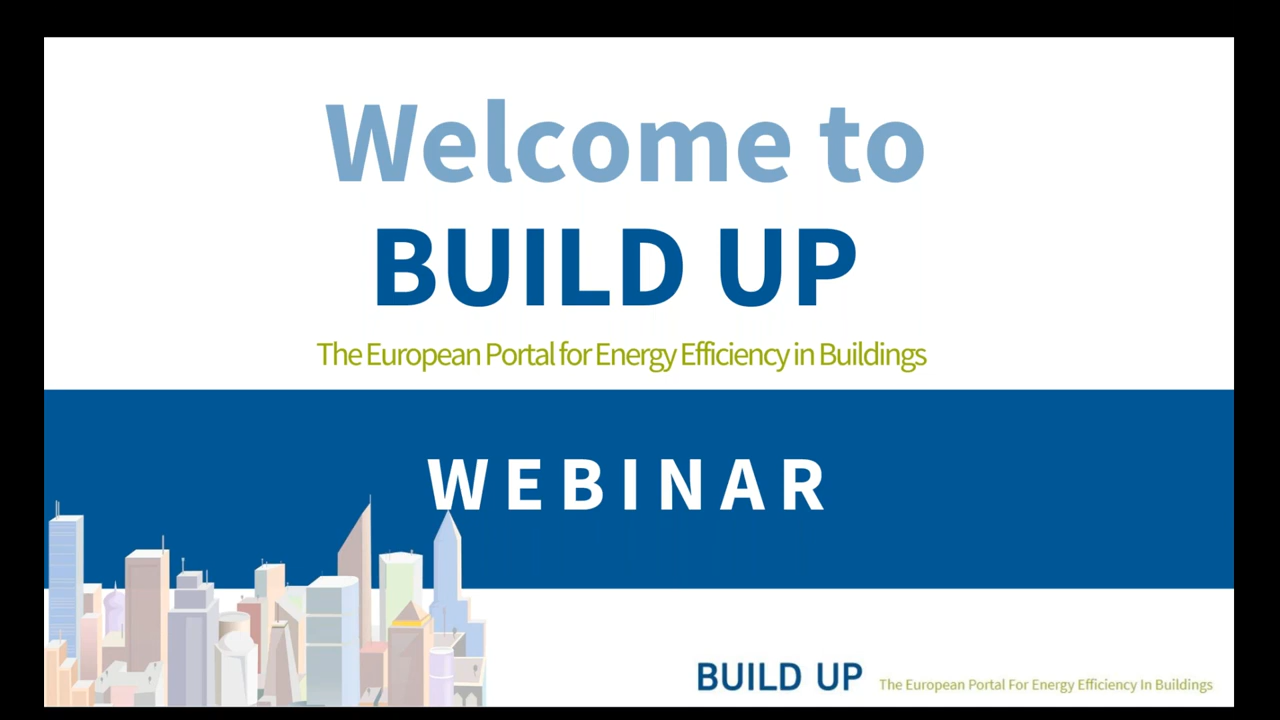 Welcome to
BUILD UP
The European Portal for Energy Efficiency in Buildings
WEBINAR
BUILD UP The European Portal For Energy Efficiency In Buildings